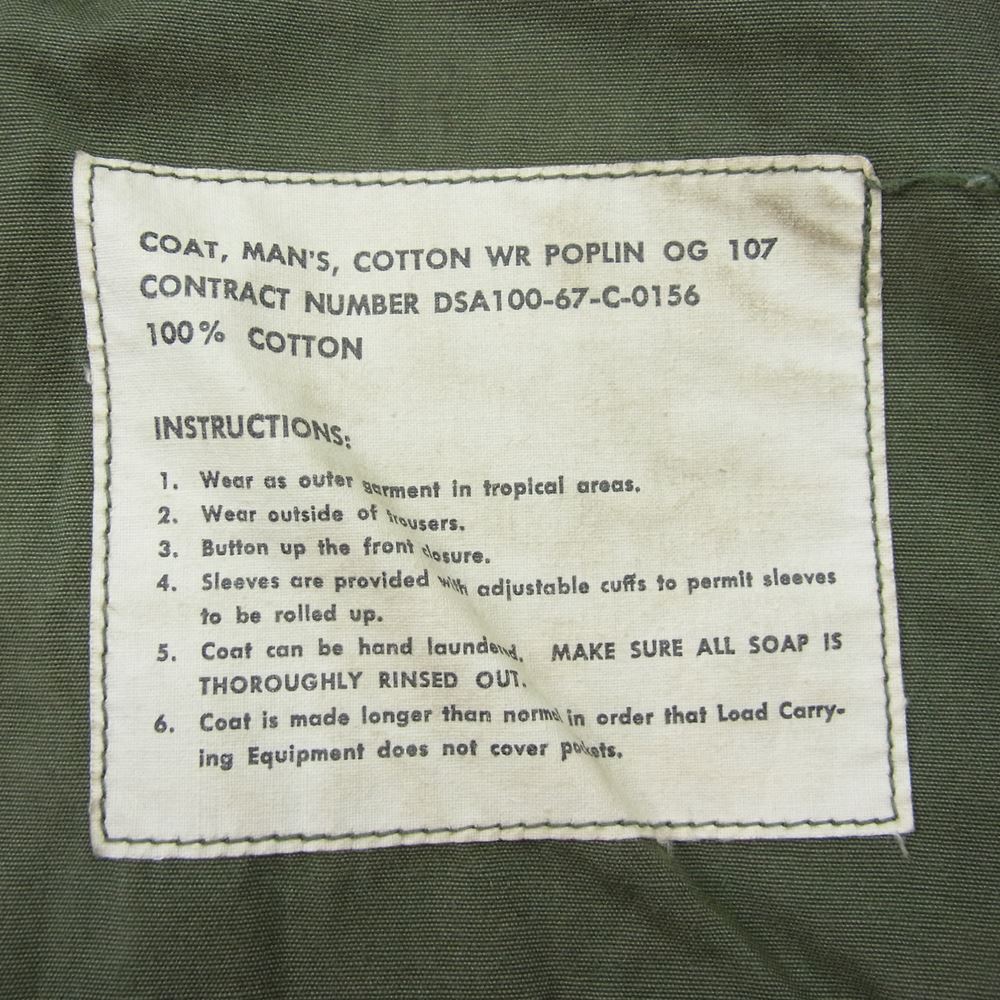 COAT, MAN'S, COTTON WR POPLIN OG 107
CONTRACT NUMBER DSA100-67-C-0156
100% COTTON
INSTRUCTIONS:
1. Wear as outer garment in tropical areas.
2. Wear outside of trousers.
3. Button up the front closure.
4. Sleeves are provided with adjustable cuffs to permit sleeves
to be rolled up.
5. Coat can be hand laundered. MAKE SURE ALL SOAP IS
THOROUGHLY RINSED OUT.
6. Coat is made longer than normal in order that Load Carry-
ing Equipment does not cover pockets.